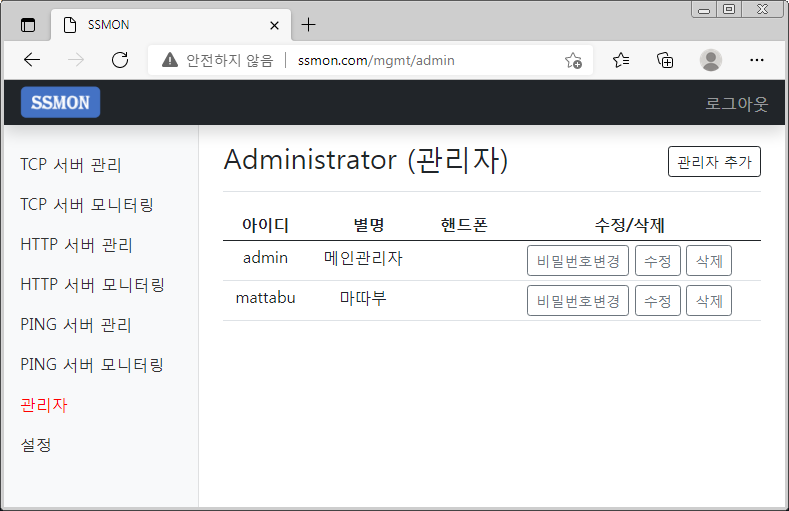 SSMON
안전하지 않음 | ssmon.com/mgmt/admin
SSMON 로그아웃
TCP 서버 관리
TCP 서버 모니터링
HTTP 서버 관리
HTTP 서버 모니터링
PING 서버 관리
PING 서버 모니터링
관리자
설정
Administrator (관리자) 관리자 추가
아이디 별명 핸드폰 수정/삭제
admin 메인관리자 비밀번호변경 수정 삭제
mattabu 마따부 비밀번호변경 수정 삭제